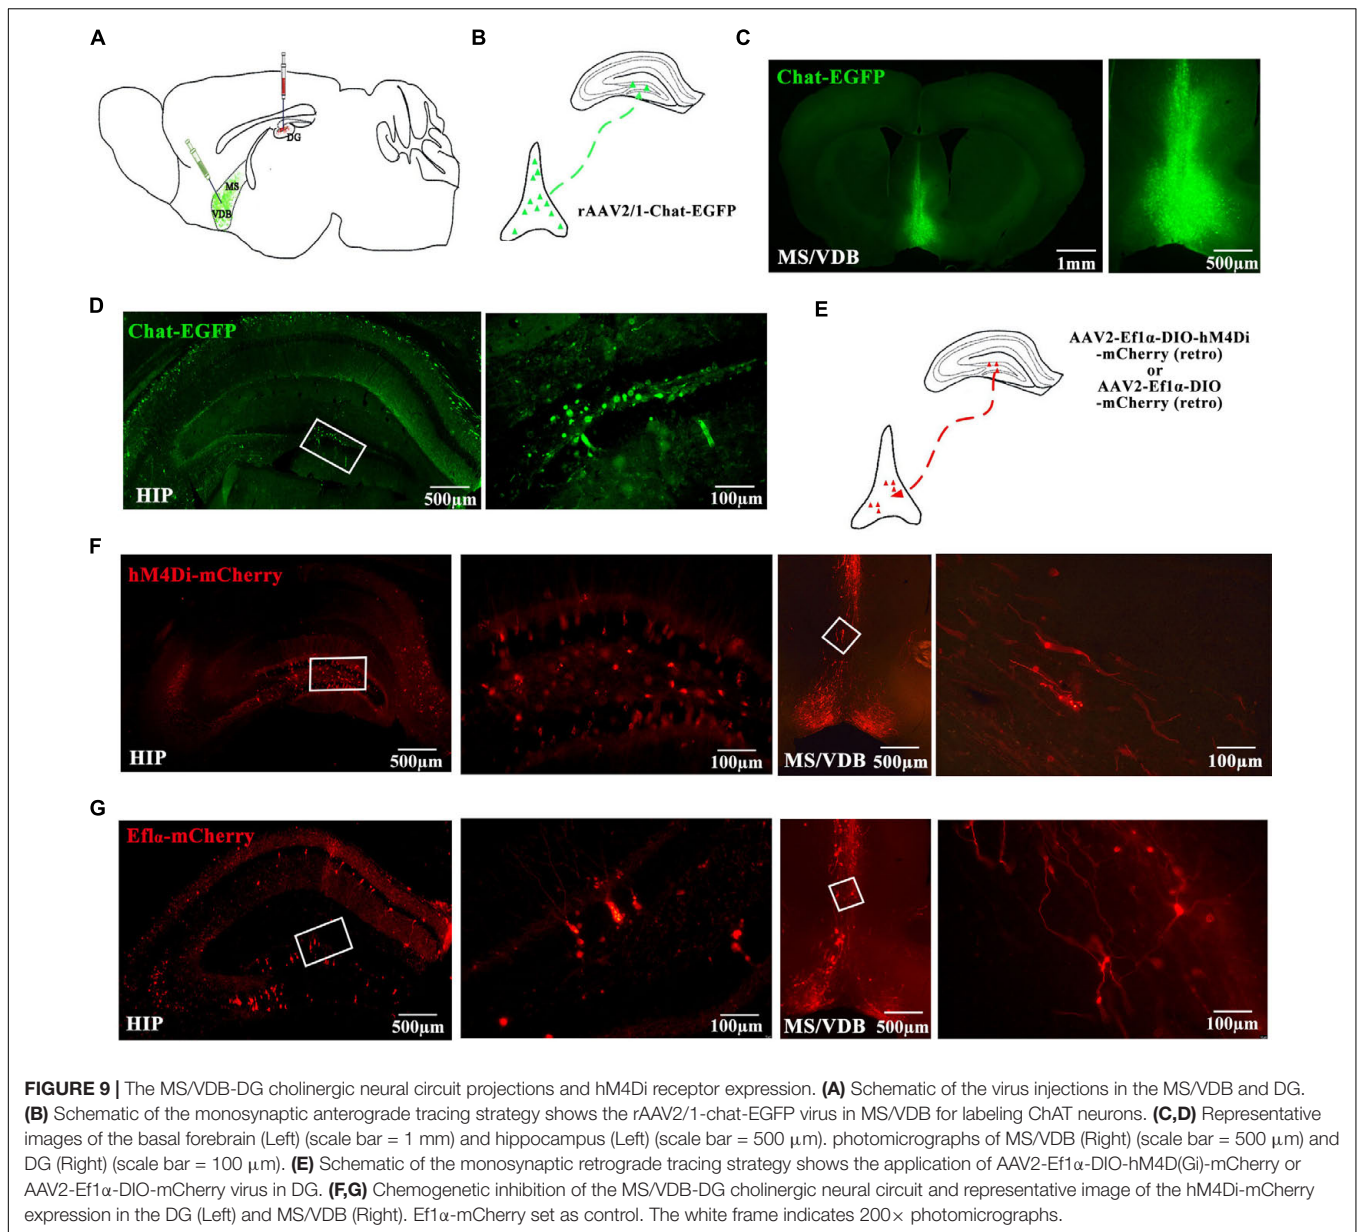 A
DG
MS
VDB
B
rAAV2/1-Chat-EGFP
C
Chat-EGFP
MS/VDB
1mm
500μm
D
Chat-EGFP
HIP
500μm
100μm
E
AAV2-Ef1α-DIO-hM4Di
-mCherry (retro)
or
AAV2-Ef1α-DIO
-mCherry (retro)
F
hM4Di-mCherry
HIP
500μm
100μm
MS/VDB
500μm
100μm
G
Ef1α-mCherry
HIP
500μm
100μm
MS/VDB
500μm
100μm
FIGURE 9 | The MS/VDB-DG cholinergic neural circuit projections and hM4Di receptor expression. (A) Schematic of the virus injections in the MS/VDB and DG.
(B) Schematic of the monosynaptic anterograde tracing strategy shows the rAAV2/1-chat-EGFP virus in MS/VDB for labeling ChAT neurons. (C,D) Representative
images of the basal forebrain (Left) (scale bar = 1 mm) and hippocampus (Left) (scale bar = 500 μm). photomicrographs of MS/VDB (Right) (scale bar = 500 μm) and
DG (Right) (scale bar = 100 μm). (E) Schematic of the monosynaptic retrograde tracing strategy shows the application of AAV2-Ef1α-DIO-hM4D(Gi)-mCherry or
AAV2-Ef1α-DIO-mCherry virus in DG. (F,G) Chemogenetic inhibition of the MS/VDB-DG cholinergic neural circuit and representative image of the hM4Di-mCherry
expression in the DG (Left) and MS/VDB (Right). Ef1α-mCherry set as control. The white frame indicates 200× photomicrographs.